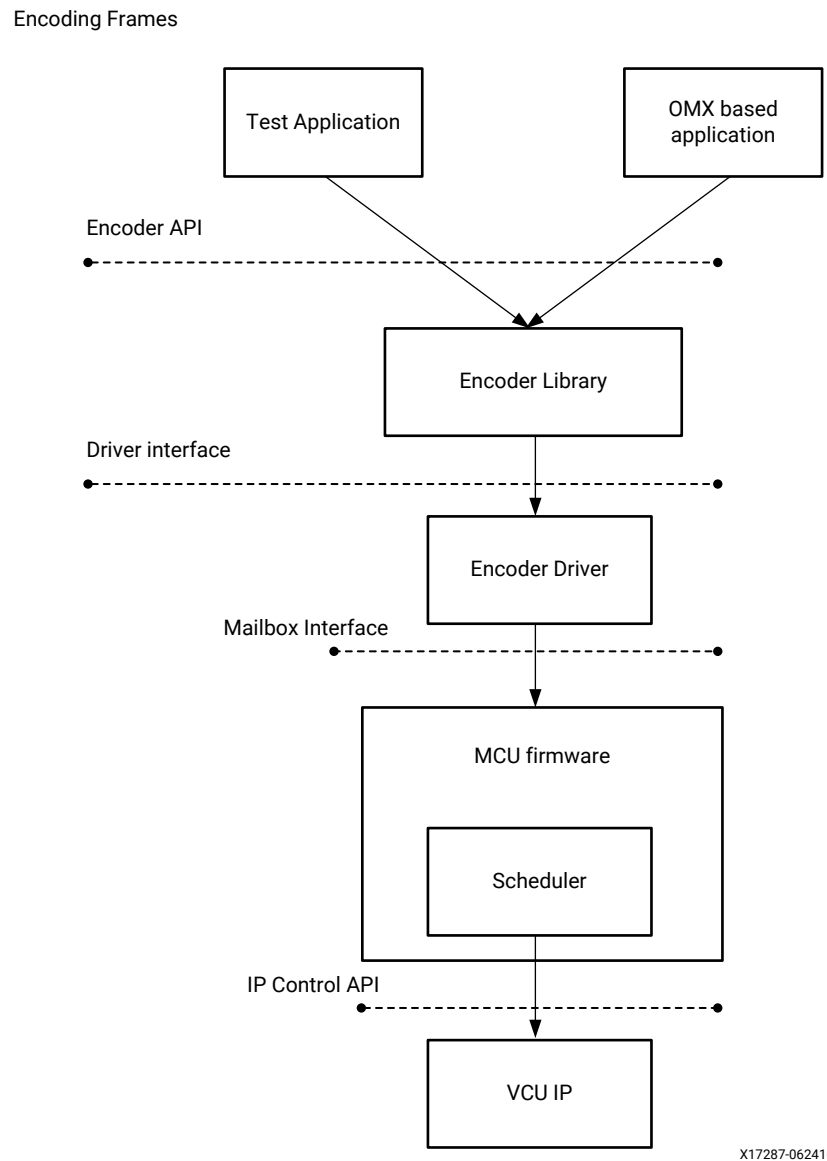 Encoding Frames
Test Application
OMX based
application
Encoder API
Encoder Library
Driver interface
Encoder Driver
Mailbox Interface
MCU firmware
Scheduler
IP Control API
VCU IP
X17287-06241